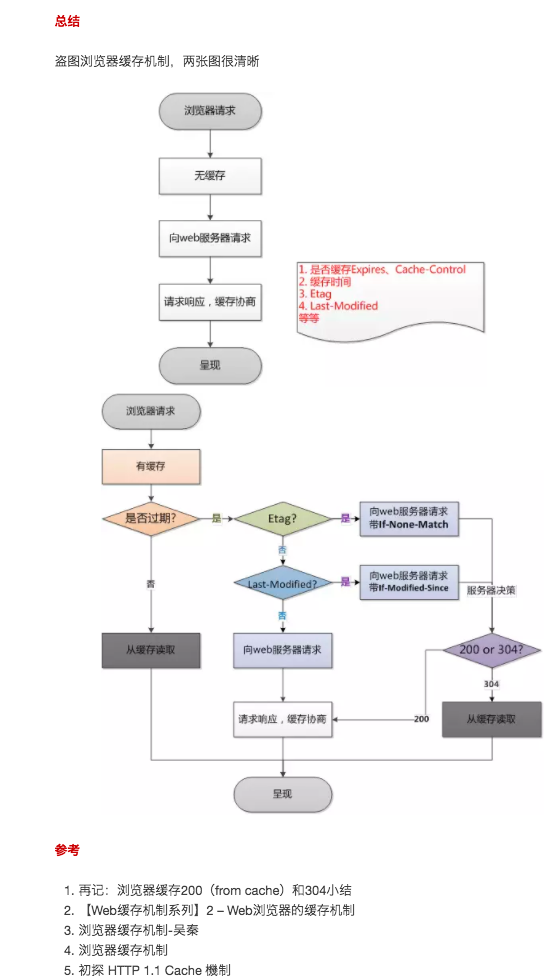 总结
盗图浏览器缓存机制，两张图很清晰
浏览器请求
无缓存
向web服务器请求
请求响应，缓存协商
呈现
1. 是否缓存Expires、Cache-Control
2. 缓存时间
3. Etag
4. Last-Modified
等等
浏览器请求
有缓存
是否过期?
是
Etag?
是
向web服务器请求
带If-None-Match
否
否
Last-Modified?
是
向web服务器请求
带If-Modified-Since
服务器决策
否
从缓存读取
向web服务器请求
200 or 304?
304
请求响应，缓存协商
200
从缓存读取
呈现
参考
1. 再记：浏览器缓存200（from cache）和304小结
2. 【Web缓存机制系列】2 – Web浏览器的缓存机制
3. 浏览器缓存机制-吴秦
4. 浏览器缓存机制
5. 初探 HTTP 1.1 Cache 機制